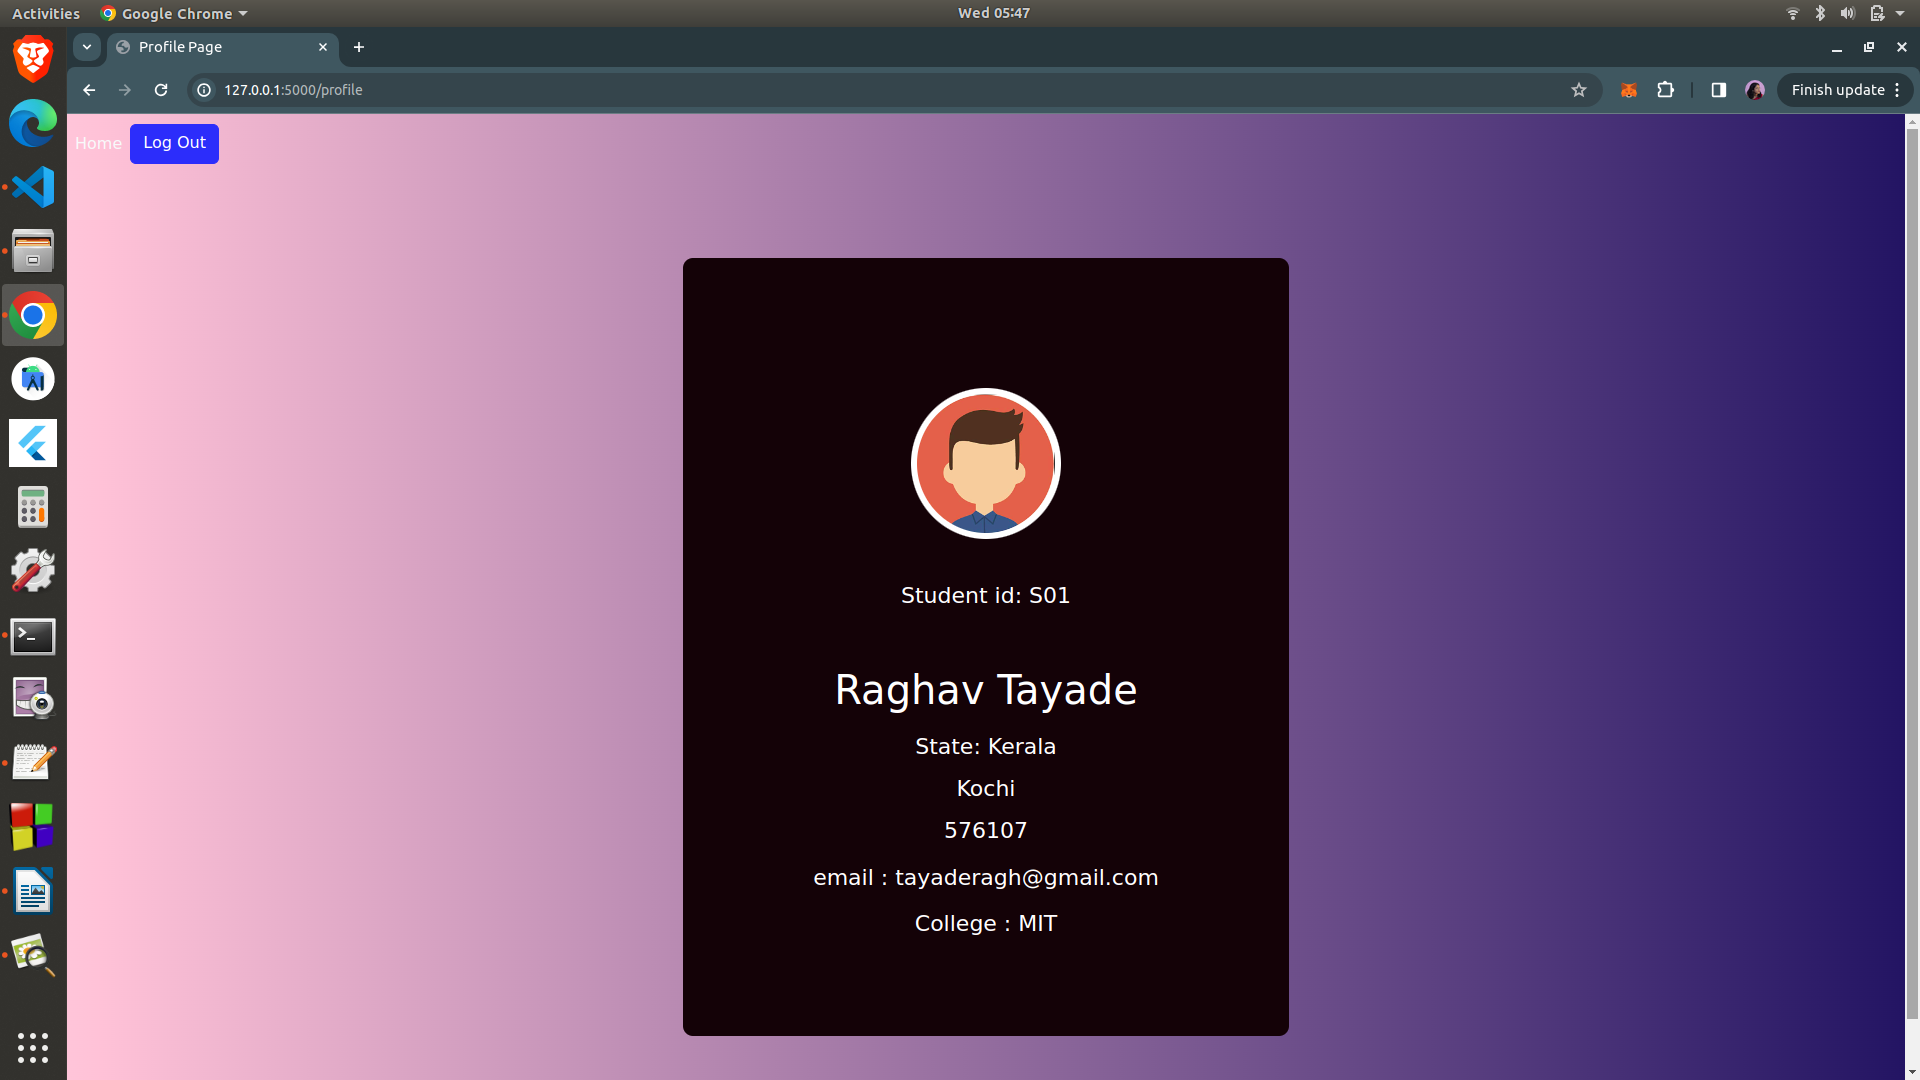 Activities Google Chrome Wed 05:47
Profile Page
127.0.0.1:5000/profile Finish update
Home Log Out
Student id: S01
Raghav Tayade
State: Kerala
Kochi
576107
email : tayaderagh@gmail.com
College : MIT